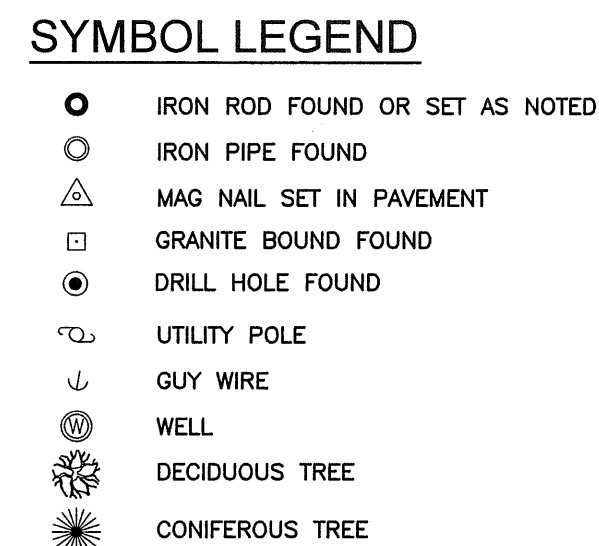 SYMBOL LEGEND
IRON ROD FOUND OR SET AS NOTED
IRON PIPE FOUND
MAG NAIL SET IN PAVEMENT
GRANITE BOUND FOUND
DRILL HOLE FOUND
UTILITY POLE
GUY WIRE
W WELL
DECIDUOUS TREE
CONIFEROUS TREE